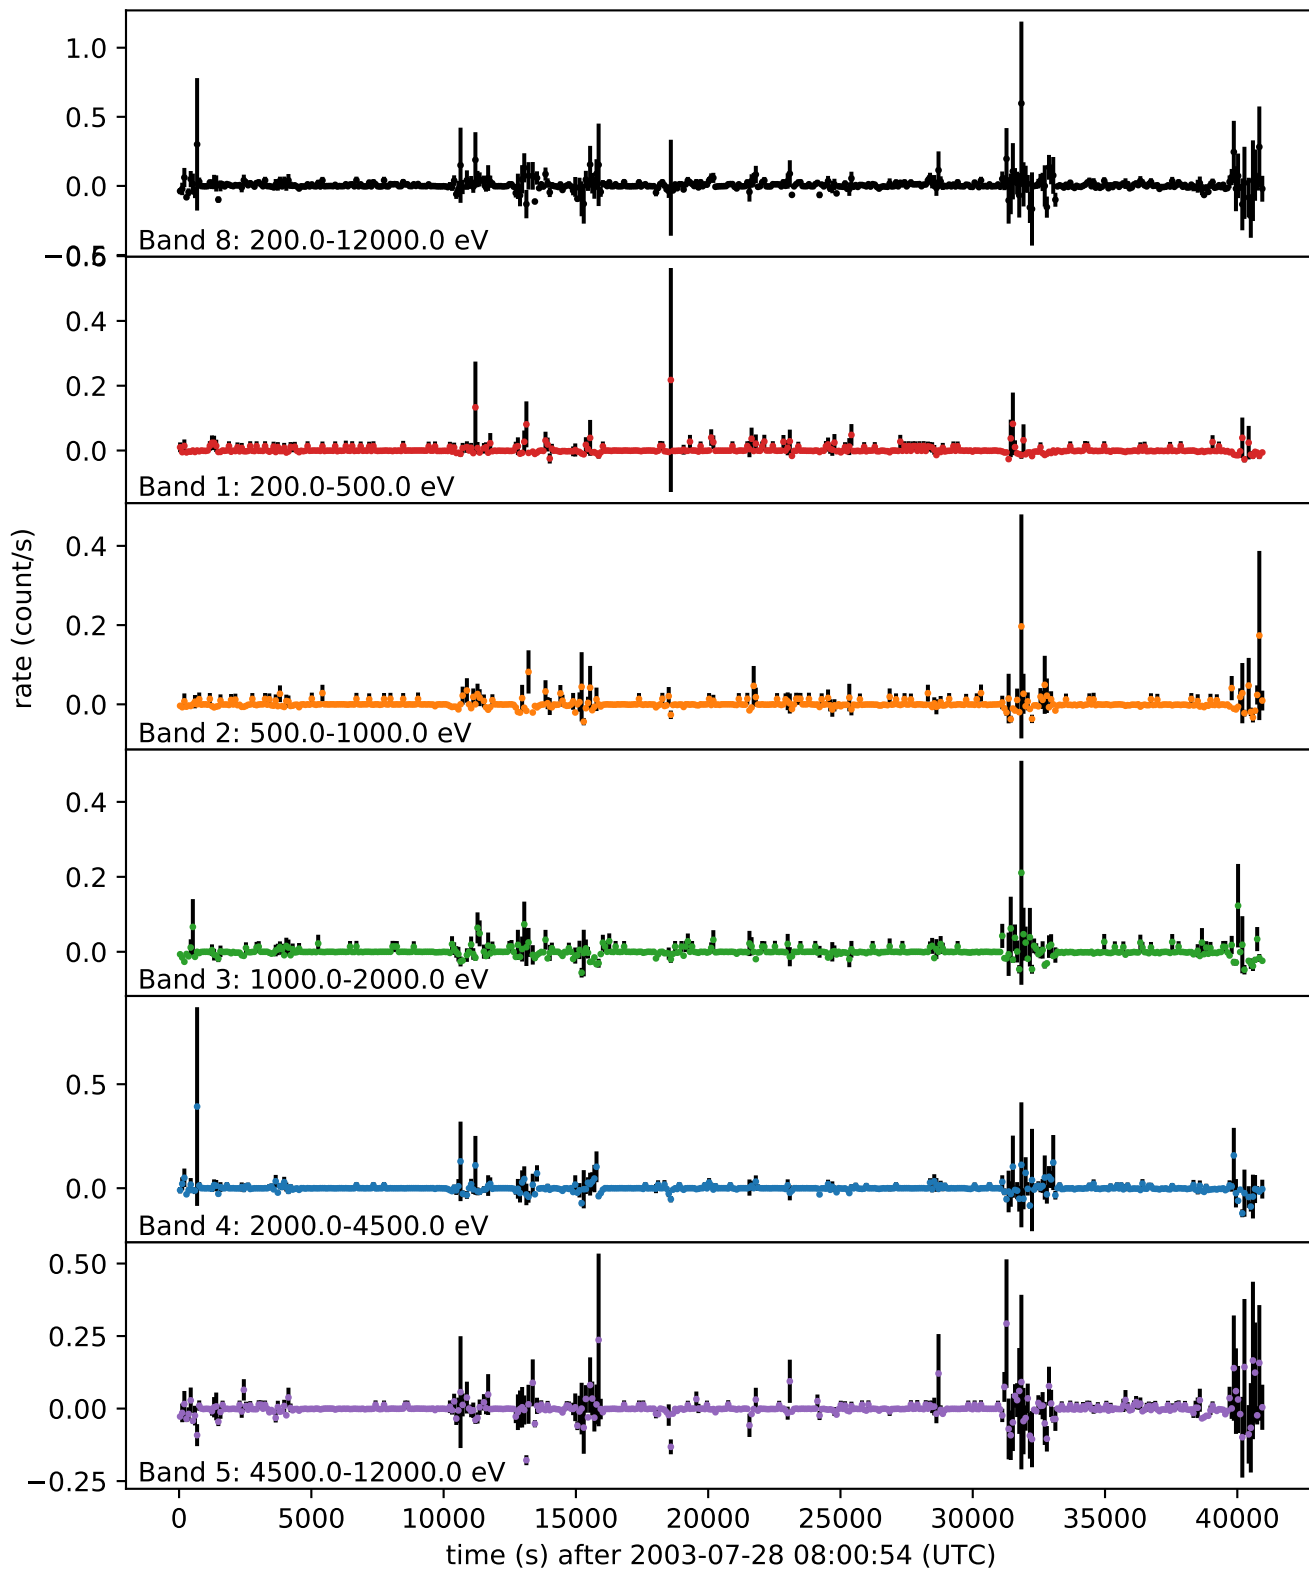 1.0
0.5
0.0
−0.5
Band 8: 200.0-12000.0 eV
0.6
0.4
0.2
0.0
Band 1: 200.0-500.0 eV
0.4
0.2
0.0
Band 2: 500.0-1000.0 eV
rate (count/s)
0.4
0.2
0.0
Band 3: 1000.0-2000.0 eV
0.5
0.0
Band 4: 2000.0-4500.0 eV
0.50
0.25
0.00
−0.25
Band 5: 4500.0-12000.0 eV
0 5000 10000 15000 20000 25000 30000 35000 40000
time (s) after 2003-07-28 08:00:54 (UTC)